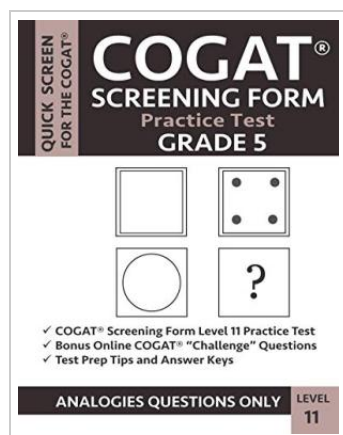 QUICK SCREEN
FOR THE COGAT®
COGAT®
SCREENING FORM
Practice Test
GRADE 5
?
✓ COGAT® Screening Form Level 11 Practice Test
✓ Bonus Online COGAT® “Challenge” Questions
✓ Test Prep Tips and Answer Keys
ANALOGIES QUESTIONS ONLY
LEVEL
11